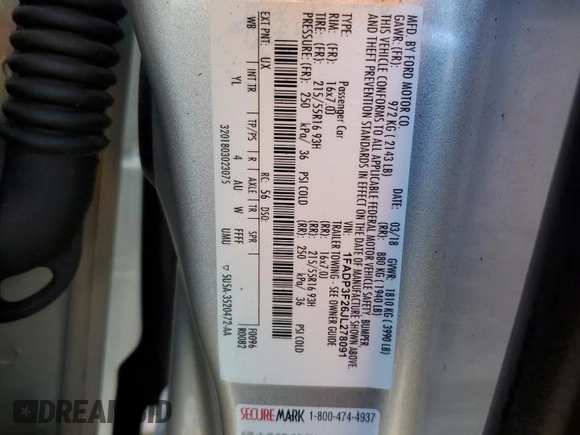 MFD. BY FORD MOTOR CO.
DATE: 03/18 GVWR: 1810 KG ( 3990 LB)
GAWR: (FR): 972 KG ( 2143 LB) (RR): 880 KG ( 1940 LB)
THIS VEHICLE CONFORMS TO ALL APPLICABLE FEDERAL MOTOR VEHICLE SAFETY, BUMPER
AND THEFT PREVENTION STANDARDS IN EFFECT ON THE DATE OF MANUFACTURE SHOWN ABOVE.
VIN: 1FADP3F26JL278091
TYPE: Passenger Car TRAILER TOWING - SEE OWNER GUIDE
RIM: (FR) 16x7.0J (RR): 16x7.0J
TIRE: (FR) 215/55R16 93H (RR): 215/55R16 93H
PRESSURE: (FR) 250 kPa/ 36 PSI COLD (RR): 250 kPa/ 36 PSI COLD
EXT PNT: UX RC: 56 DSO: F0096
R0082
WB INT TR TP/PS R AXLE TR SPR
YL 4 AU W FFFF UMU
3201803023075 ▽ 5U5A-3520472-AA
SECUREMARK 1-800-474-4937
DREAMBID